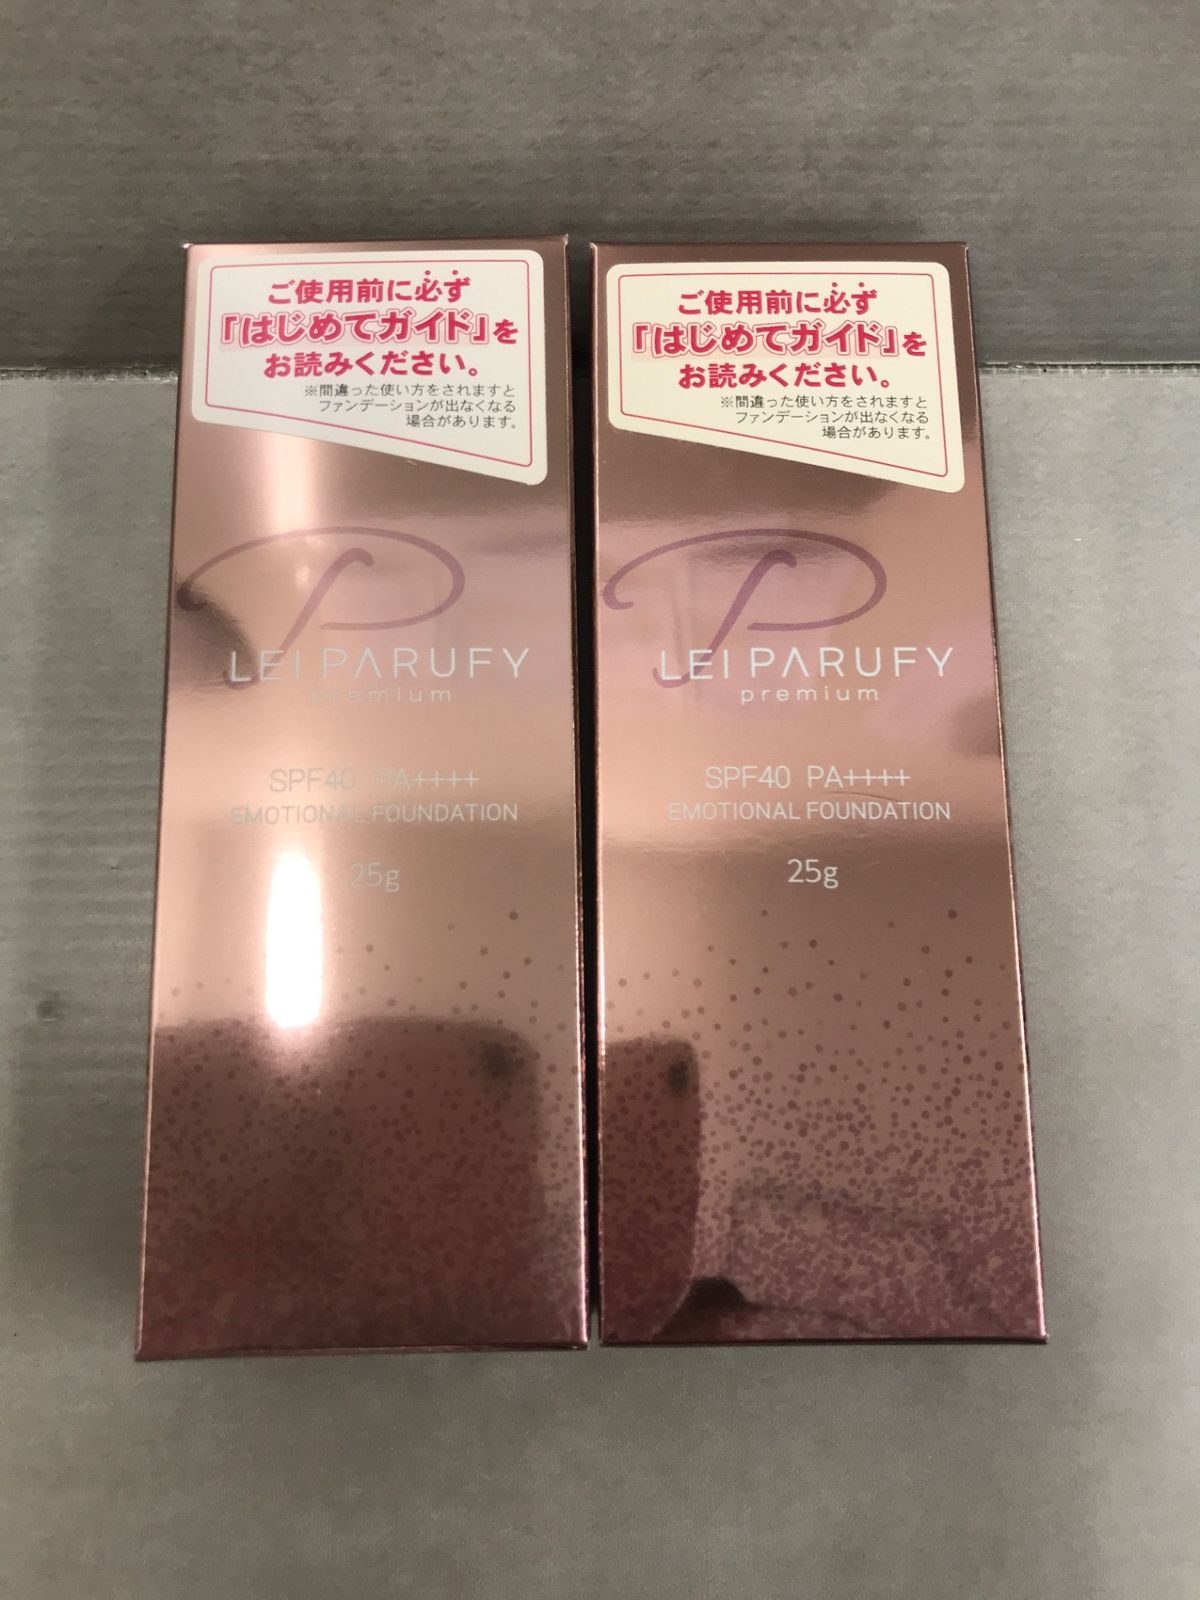 ご使用前に必ず
「はじめてガイド」を
お読みください。
※間違った使い方をされますと
ファンデーションが出なくなる
場合があります。
P
LEI PARUFY
premium
SPF40 PA++++
EMOTIONAL FOUNDATION
25g
ご使用前に必ず
「はじめてガイド」を
お読みください。
※間違った使い方をされますと
ファンデーションが出なくなる
場合があります。
P
LEI PARUFY
premium
SPF40 PA++++
EMOTIONAL FOUNDATION
25g